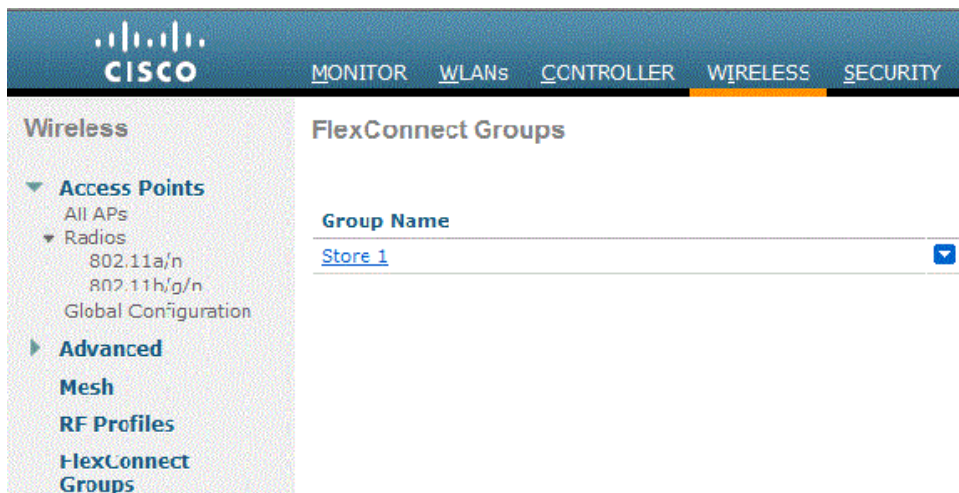 CISCO
MONITOR WLANs CONTROLLER WIRELESS SECURITY
Wireless
Access Points
All APs
Radios
802.11a/n
802.11b/g/n
Global Configuration
Advanced
Mesh
RF Profiles
FlexConnect
Groups
FlexConnect Groups
Group Name
Store 1